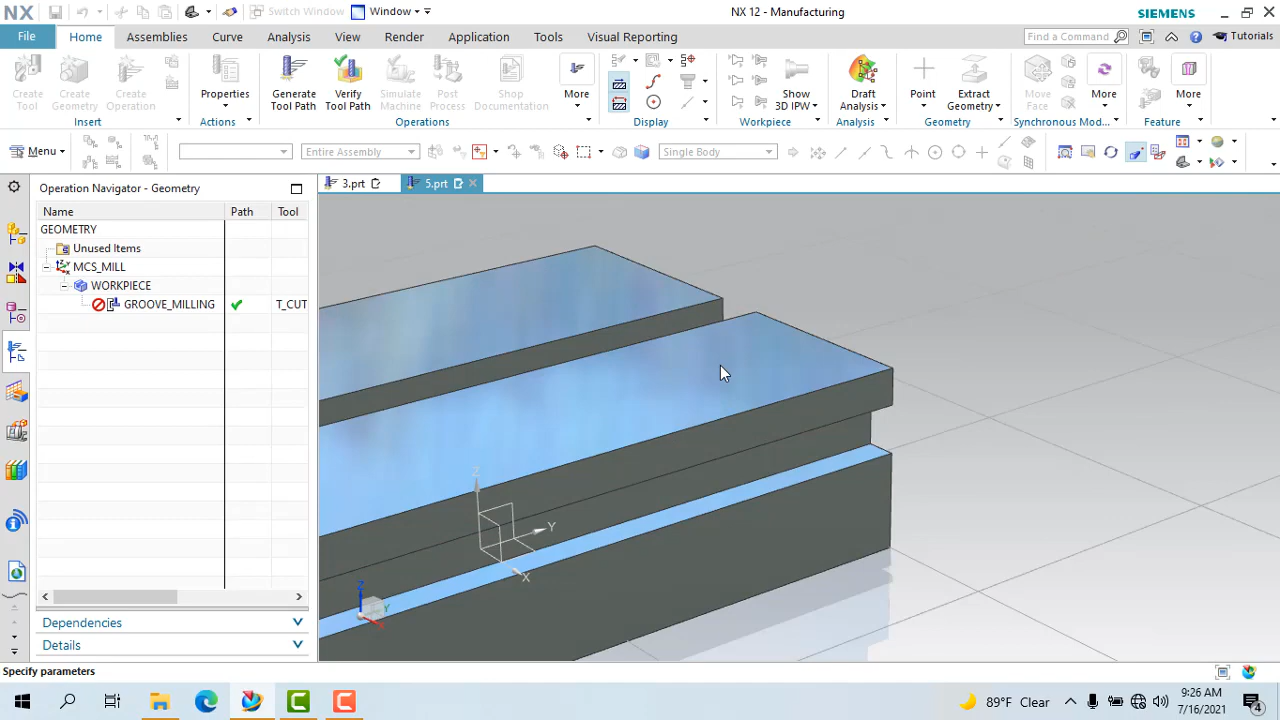 NX
Switch Window
Window
NX 12 - Manufacturing
SIEMENS
File
Home
Assemblies
Curve
Analysis
View
Render
Application
Tools
Visual Reporting
Find a Command
Tutorials
Create Tool
Create Geometry
Create Operation
Properties
Generate Tool Path
Verify Tool Path
Simulate Machine
Post Process
Shop Documentation
More
Show 3D IPW
Draft Analysis
Point
Extract Geometry
Move Face
More
More
Insert
Actions
Operations
Display
Workpiece
Analysis
Geometry
Synchronous Mod...
Feature
Menu
Entire Assembly
Single Body
Operation Navigator - Geometry
3.prt
5.prt
Name
Path
Tool
GEOMETRY
Unused Items
MCS_MILL
WORKPIECE
GROOVE_MILLING
T_CUT
Z
Y
X
Z
Y
X
Dependencies
Details
Specify parameters
89°F Clear
9:26 AM
7/16/2021
4